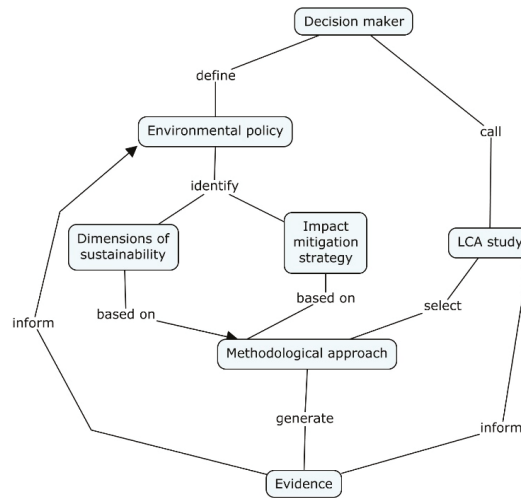 Decision maker
define
call
Environmental policy
identify
Dimensions of
sustainability
Impact
mitigation
strategy
LCA study
based on
based on
select
inform
Methodological approach
generate
inform
Evidence